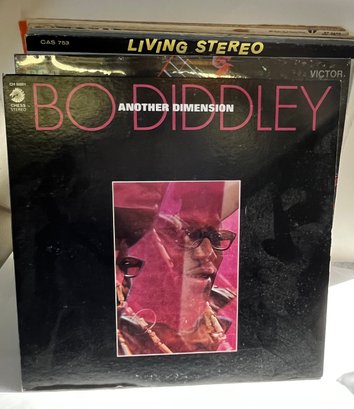 CAS 753
LIVING STEREO
VICTOR
CHESS
STEREO
BO DIDDLEY
ANOTHER DIMENSION